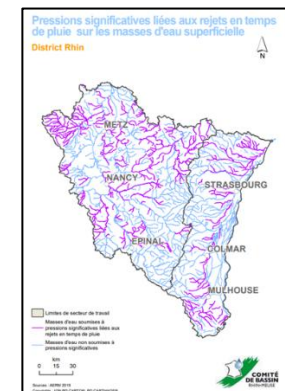 Pressions significatives liées aux rejets en temps
de pluie sur les masses d'eau superficielle
District Rhin
N
METZ
NANCY
STRASBOURG
EPINAL
COLMAR
MULHOUSE
Limites de secteur de travail
Masses d'eau soumises à
pressions significatives liées aux
rejets en temps de pluie
Masses d'eau non soumises à
pressions significatives
km
0 15 30
COMITÉ
DE BASSIN
RHIN-MEUSE